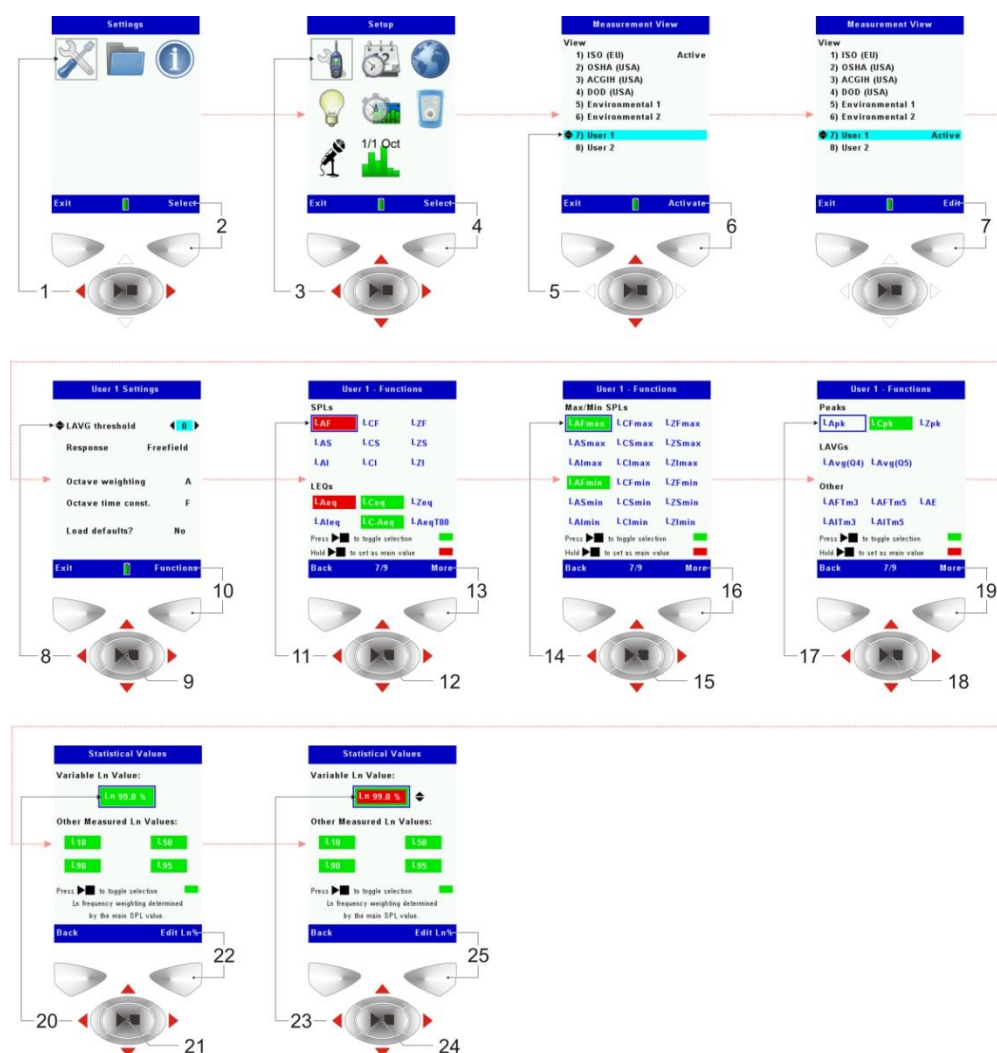 Settings
Exit
Select
2
1
Setup
1/1 Oct
Exit
Select
4
3
Measurement View
View
1) ISO (EU) Active
2) OSHA (USA)
3) ACGIH (USA)
4) DOD (USA)
5) Environmental 1
6) Environmental 2
7) User 1
8) User 2
Exit
Activate
6
5
Measurement View
View
1) ISO (EU)
2) OSHA (USA)
3) ACGIH (USA)
4) DOD (USA)
5) Environmental 1
6) Environmental 2
7) User 1 Active
8) User 2
Exit
Edit
7
User 1 Settings
LAVG threshold 0
Response Freefield
Octave weighting A
Octave time const. F
Load defaults? No
Exit
Functions
10
8
9
User 1 - Functions
SPLs
LAF LCF LZF
LAS LCS LZS
LAI LCI LZI
LEQs
LAeq LCeq LZeq
LAIeq LC-Aeq LAeqT80
Press to toggle selection
Hold to set as main value
Back 7/9 More
13
11
12
User 1 - Functions
Max/Min SPLs
LAFmax LCFmax LZFmax
LASmax LCSmax LZSmax
LAImax LCImax LZImax
LAFmin LCFmin LZFmin
LASmin LCSmin LZSmin
LAImin LCImin LZImin
Press to toggle selection
Hold to set as main value
Back 7/9 More
16
14
15
User 1 - Functions
Peaks
LApk LCpk LZpk
LAVGs
LAvg(Q4) LAvg(Q5)
Other
LAFTm3 LAFTm5 LAE
LAITm3 LAITm5
Press to toggle selection
Hold to set as main value
Back 7/9 More
19
17
18
Statistical Values
Variable Ln Value:
Ln 99.0 %
Other Measured Ln Values:
L10 L50
L90 L95
Press to toggle selection
Ln frequency weighting determined
by the main SPL value.
Back
Edit Ln%
22
20
21
Statistical Values
Variable Ln Value:
Ln 99.0 %
Other Measured Ln Values:
L10 L50
L90 L95
Press to toggle selection
Ln frequency weighting determined
by the main SPL value.
Back
Edit Ln%
25
23
24